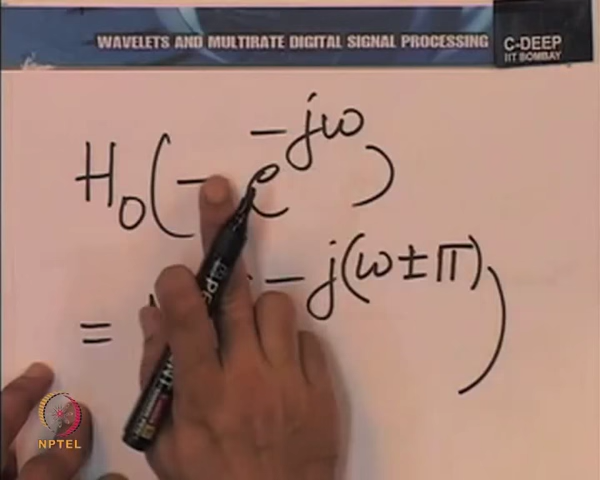 WAVELETS AND MULTIRATE DIGITAL SIGNAL PROCESSING
C-DEEP
IIT BOMBAY
H₀(-e^{-jω})
= -j(ω±π) )
NPTEL